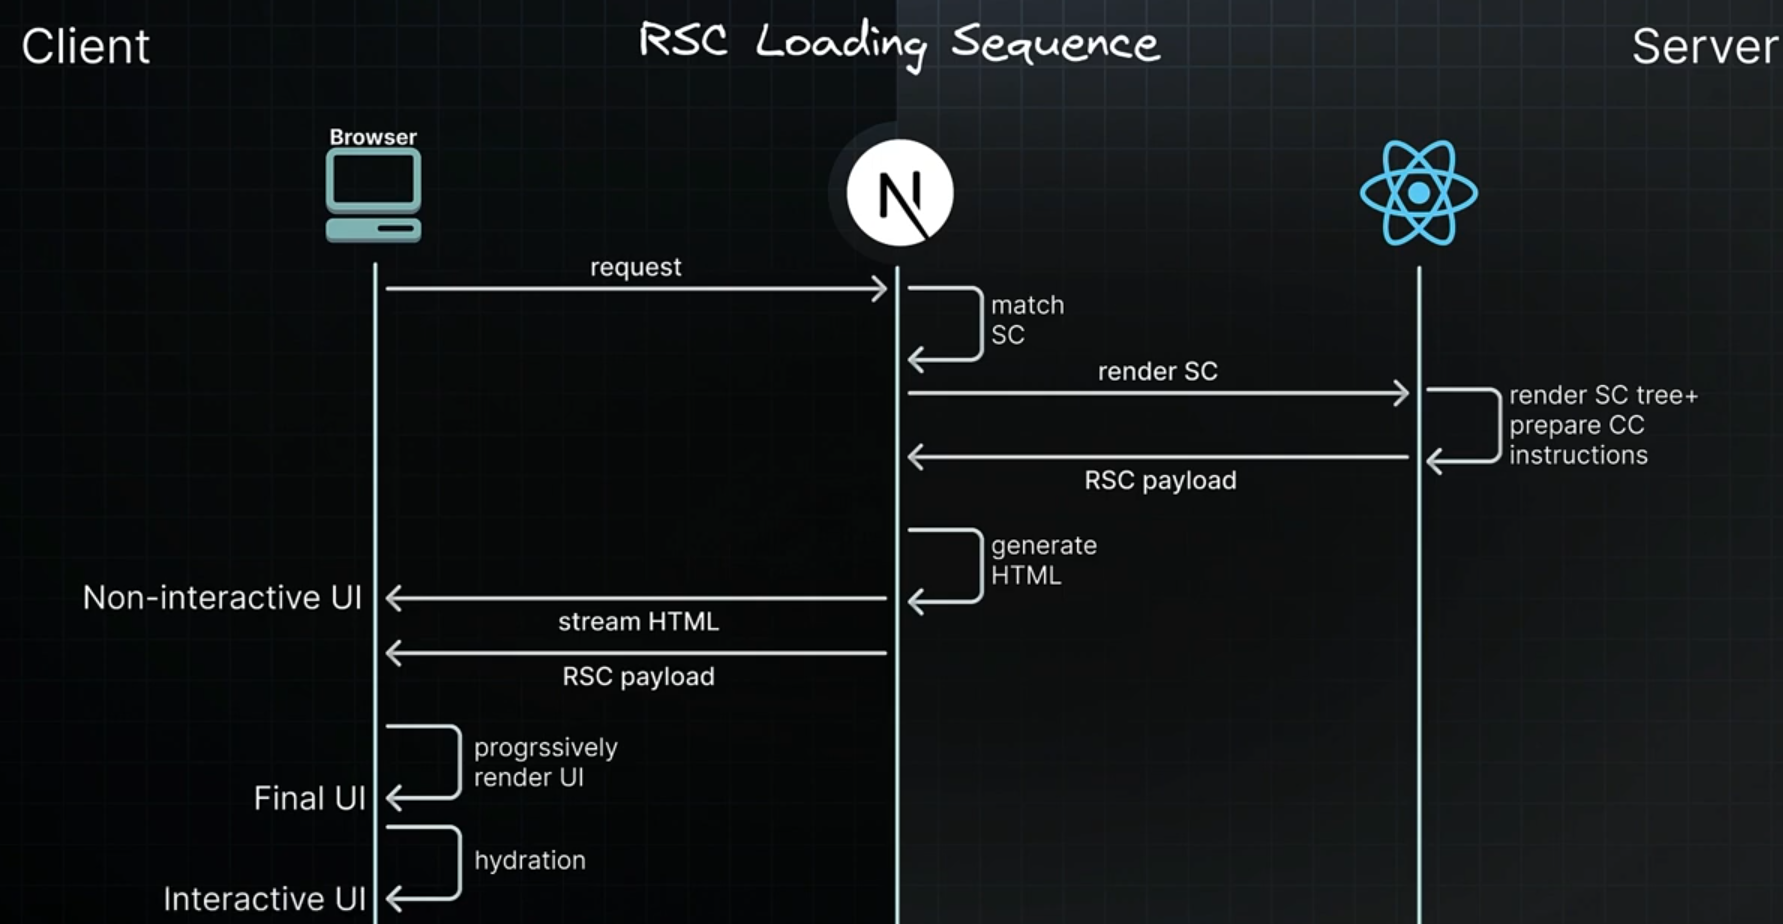 Client
RSC Loading Sequence
Server
Browser
request
match
SC
render SC
render SC tree+
prepare CC
instructions
RSC payload
generate
HTML
Non-interactive UI
stream HTML
RSC payload
progrssively
render UI
Final UI
hydration
Interactive UI